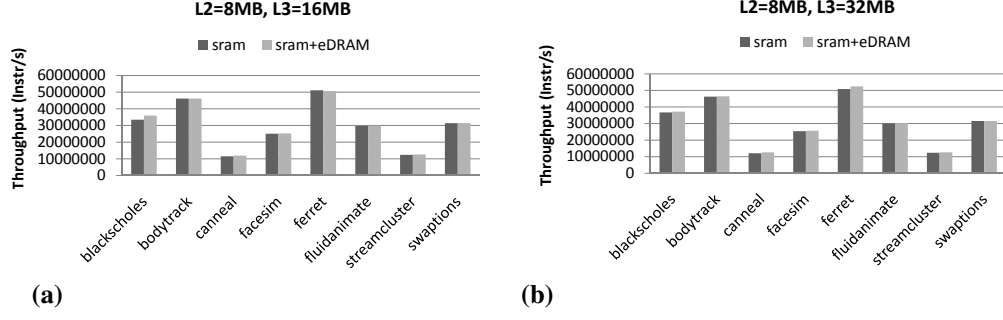 L2=8MB, L3=16MB
sram sram+eDRAM
Throughput (Instr/s)
60000000
50000000
40000000
30000000
20000000
10000000
0
blackscholes
bodytrack
canneal
facesim
ferret
fluidanimate
streamcluster
swaptions
(a)
L2=8MB, L3=32MB
sram sram+eDRAM
Throughput (Instr/s)
60000000
50000000
40000000
30000000
20000000
10000000
0
blackscholes
bodytrack
canneal
facesim
ferret
fluidanimate
streamcluster
swaptions
(b)